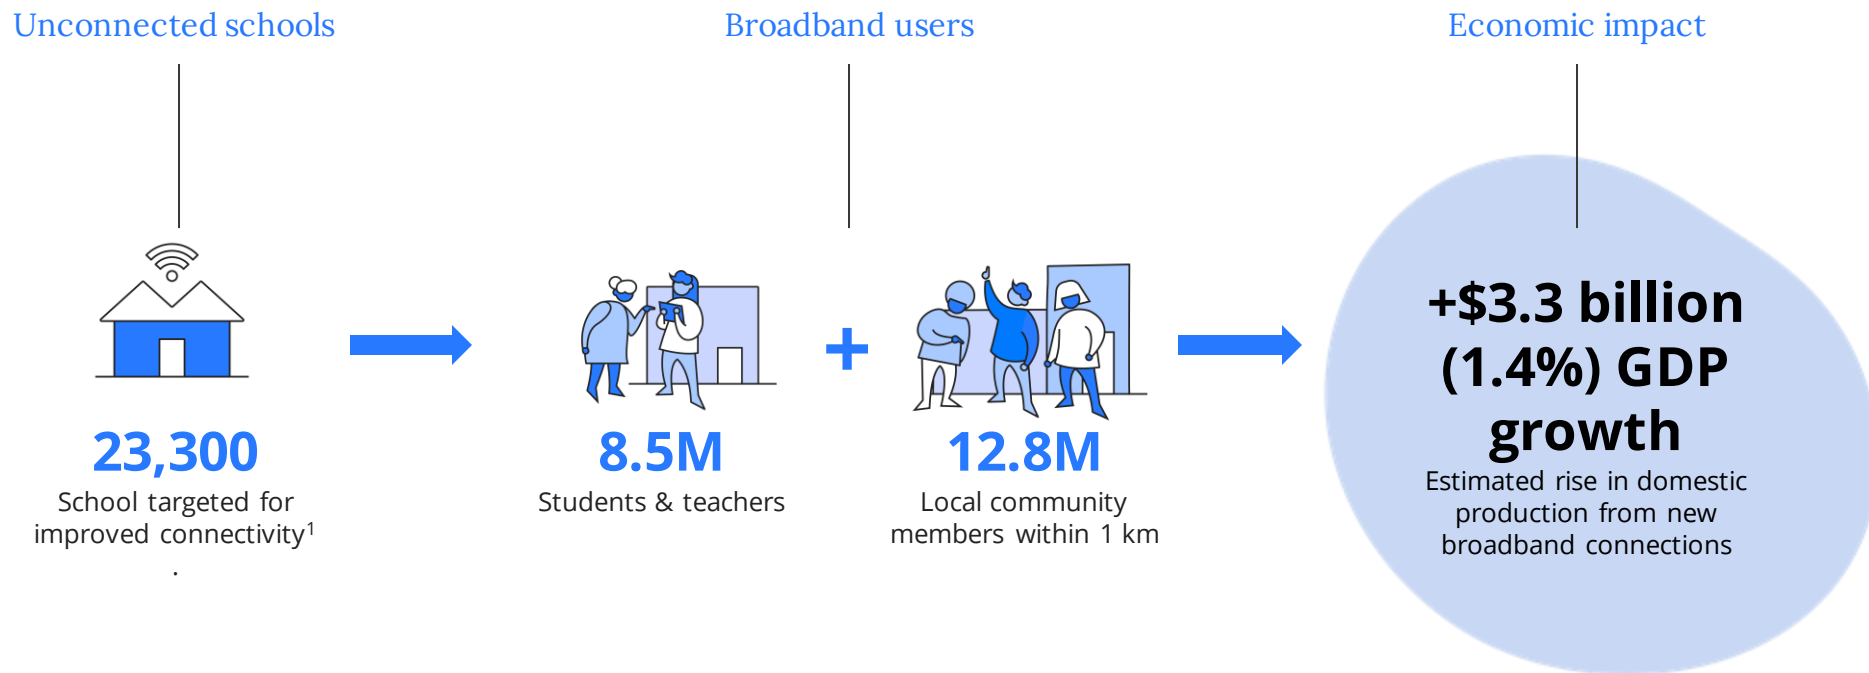 Unconnected schools
Broadband users
Economic impact
23,300
School targeted for
improved connectivity¹
.
8.5M
Students & teachers
+
12.8M
Local community
members within 1 km
+$3.3 billion
(1.4%) GDP
growth
Estimated rise in domestic
production from new
broadband connections